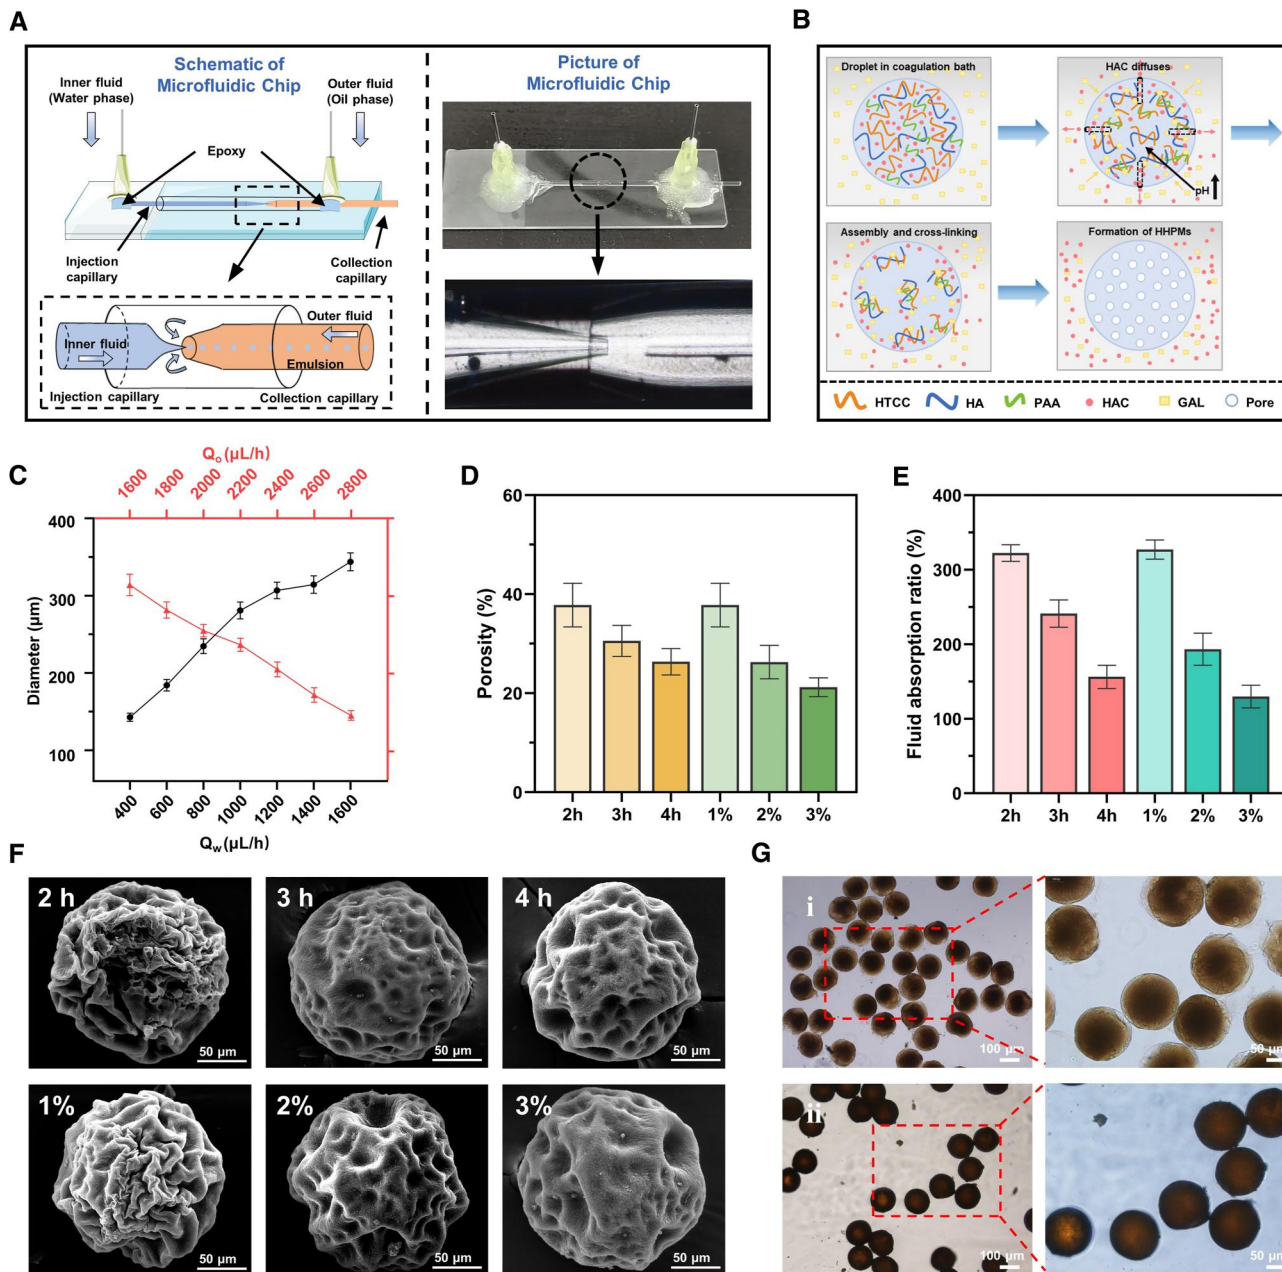 A
Schematic of
Microfluidic Chip
Inner fluid
(Water phase)
Outer fluid
(Oil phase)
Epoxy
Injection
capillary
Collection
capillary
Outer fluid
Inner fluid
Emulsion
Injection capillary
Collection capillary
Picture of
Microfluidic Chip
B
Droplet in coagulation bath
HAC diffuses
pH
Assembly and cross-linking
Formation of HHPMs
HTCC
HA
PAA
HAC
GAL
Pore
C
Qo (µL/h)
1600 1800 2000 2200 2400 2600 2800
Diameter (µm)
400
300
200
100
400 600 800 1000 1200 1400 1600
Qw (µL/h)
D
Porosity (%)
60
40
20
0
2h 3h 4h 1% 2% 3%
E
Fluid absorption ratio (%)
400
300
200
100
0
2h 3h 4h 1% 2% 3%
F
2 h
50 µm
3 h
50 µm
4 h
50 µm
1%
50 µm
2%
50 µm
3%
50 µm
G
i
100 µm
50 µm
ii
100 µm
50 µm